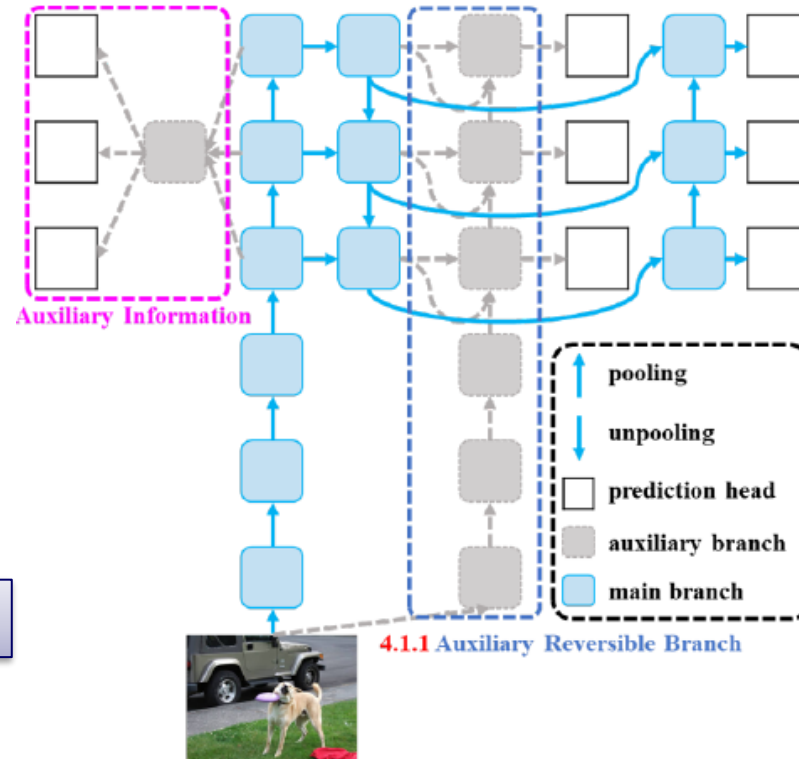 Auxiliary Information
pooling
unpooling
prediction head
auxiliary branch
main branch
4.1.1 Auxiliary Reversible Branch